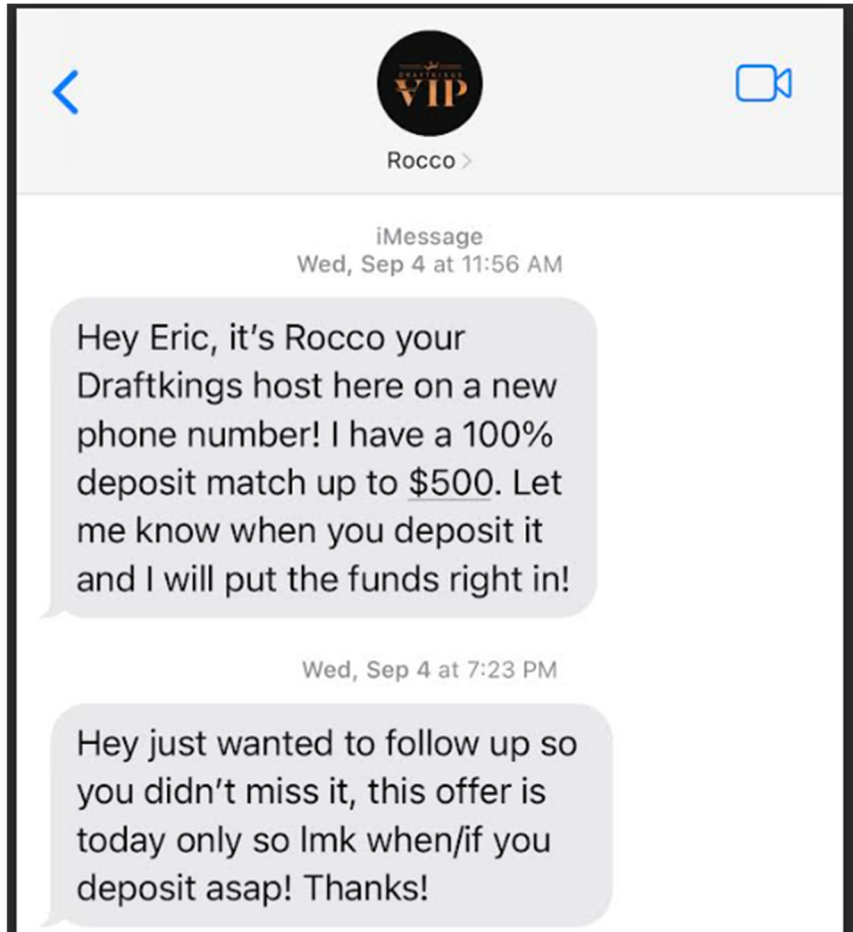 DRAFTKINGS
VIP
Rocco
iMessage
Wed, Sep 4 at 11:56 AM
Hey Eric, it’s Rocco your
Draftkings host here on a new
phone number! I have a 100%
deposit match up to $500. Let
me know when you deposit it
and I will put the funds right in!
Wed, Sep 4 at 7:23 PM
Hey just wanted to follow up so
you didn’t miss it, this offer is
today only so lmk when/if you
deposit asap! Thanks!